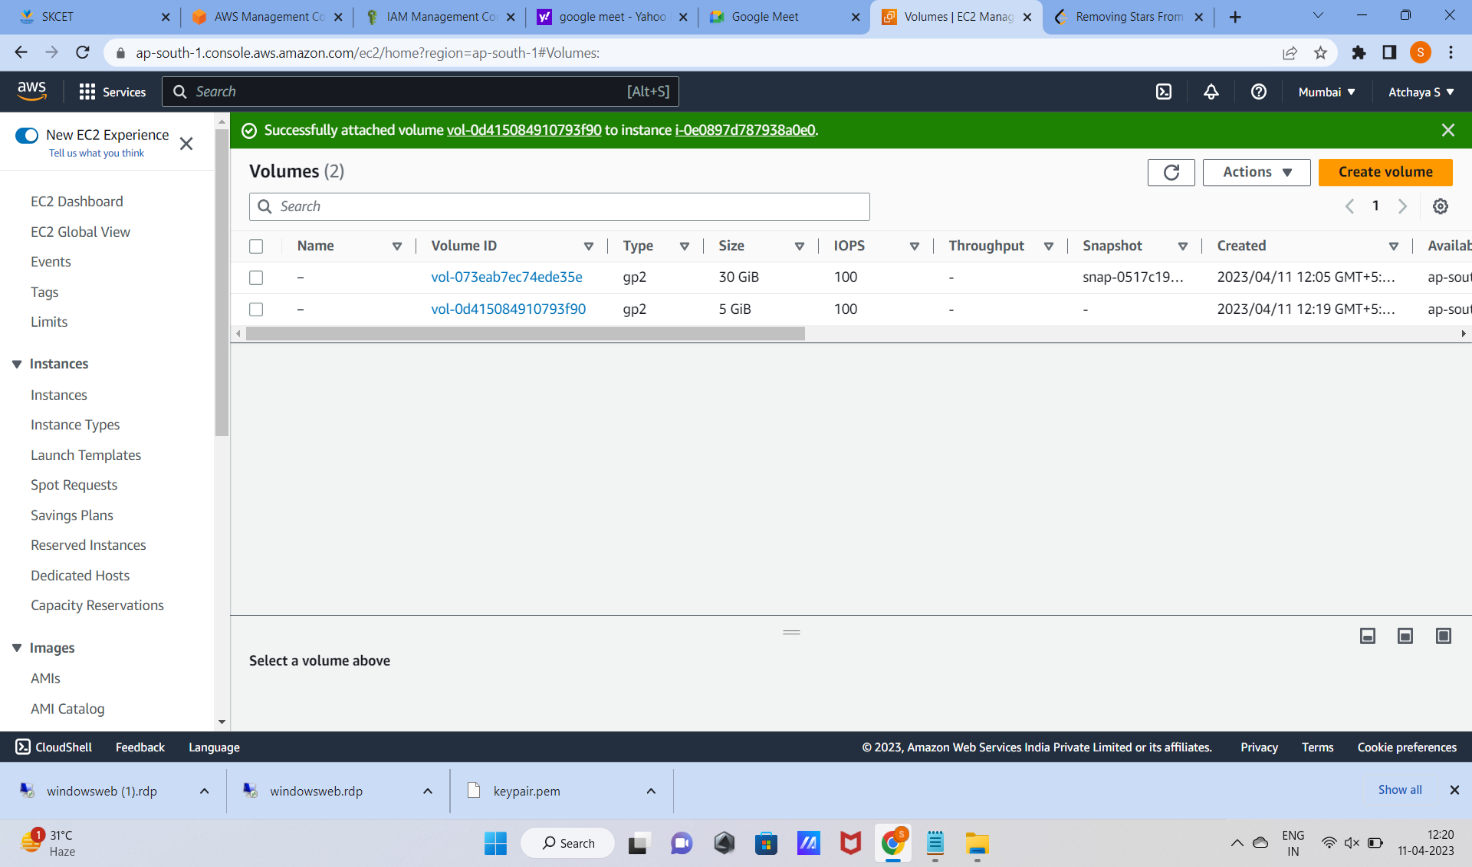 SKCET
AWS Management Co
IAM Management Co
google meet - Yahoo
Google Meet
Volumes | EC2 Manag
Removing Stars From
ap-south-1.console.aws.amazon.com/ec2/home?region=ap-south-1#Volumes:
S
aws
Services
Search
[Alt+S]
Mumbai
Atchaya S
New EC2 Experience
Tell us what you think
Successfully attached volume vol-0d415084910793f90 to instance i-0e0897d787938a0e0.
EC2 Dashboard
EC2 Global View
Events
Tags
Limits
Instances
Instances
Instance Types
Launch Templates
Spot Requests
Savings Plans
Reserved Instances
Dedicated Hosts
Capacity Reservations
Images
AMIs
AMI Catalog
Volumes (2)
Actions
Create volume
Search
1
Name Volume ID Type Size IOPS Throughput Snapshot Created Availab
– vol-073eab7ec74ede35e gp2 30 GiB 100 - snap-0517c19... 2023/04/11 12:05 GMT+5:... ap-sout
– vol-0d415084910793f90 gp2 5 GiB 100 - - 2023/04/11 12:19 GMT+5:... ap-sout
Select a volume above
CloudShell Feedback Language
© 2023, Amazon Web Services India Private Limited or its affiliates. Privacy Terms Cookie preferences
windowsweb (1).rdp
windowsweb.rdp
keypair.pem
Show all
1
31°C
Haze
Search
S
ENG
IN
12:20
11-04-2023